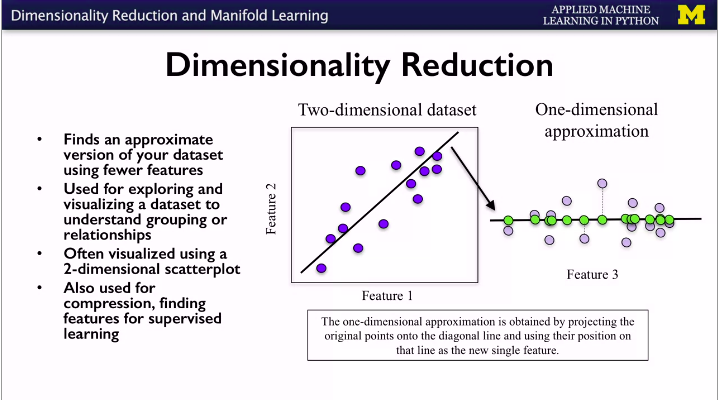 Dimensionality Reduction and Manifold Learning
APPLIED MACHINE
LEARNING IN PYTHON
M
Dimensionality Reduction
• Finds an approximate
version of your dataset
using fewer features
• Used for exploring and
visualizing a dataset to
understand grouping or
relationships
• Often visualized using a
2-dimensional scatterplot
• Also used for
compression, finding
features for supervised
learning
Two-dimensional dataset
Feature 2
Feature 1
One-dimensional
approximation
Feature 3
The one-dimensional approximation is obtained by projecting the
original points onto the diagonal line and using their position on
that line as the new single feature.